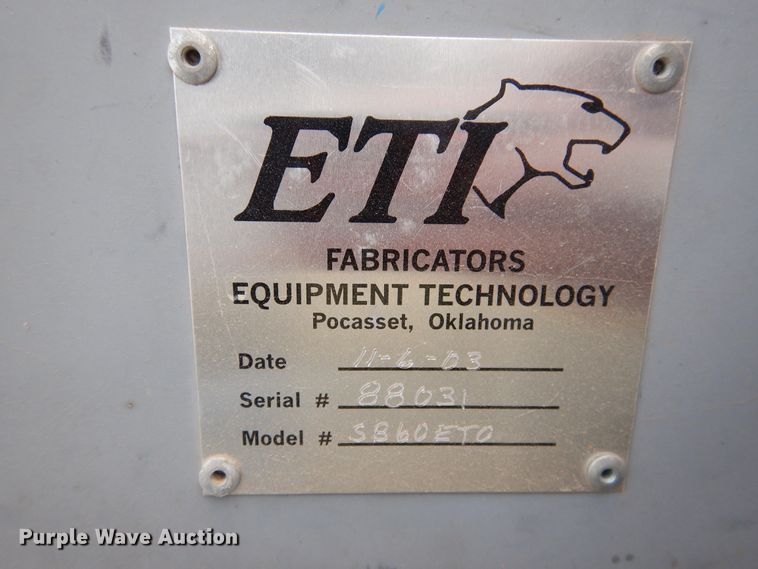 ETI
FABRICATORS
EQUIPMENT TECHNOLOGY
Pocasset, Oklahoma
Date 11-6-03
Serial # 88031
Model # SB60ETO
Purple Wave Auction